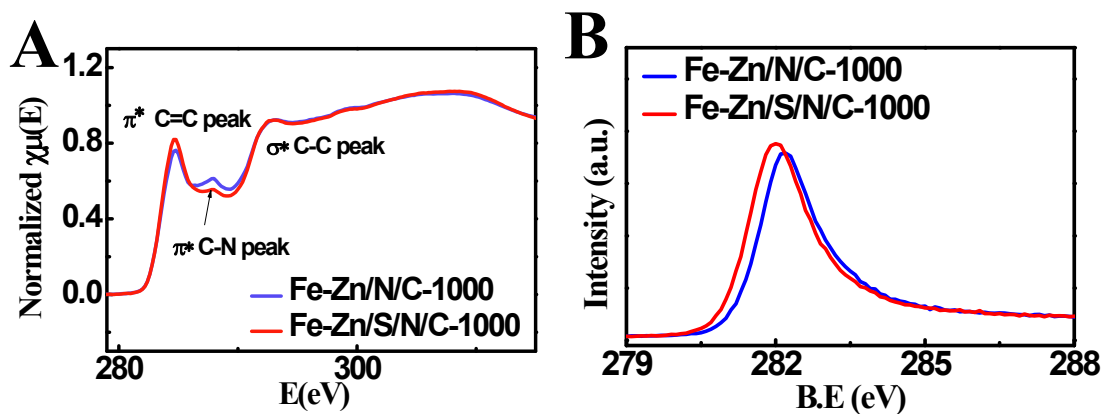 A
Normalized χμ(E)
1.2
0.8
0.4
0.0
π* C=C peak
σ* C-C peak
π* C-N peak
Fe-Zn/N/C-1000
Fe-Zn/S/N/C-1000
280
300
E(eV)
B
Intensity (a.u.)
Fe-Zn/N/C-1000
Fe-Zn/S/N/C-1000
279
282
285
288
B.E (eV)